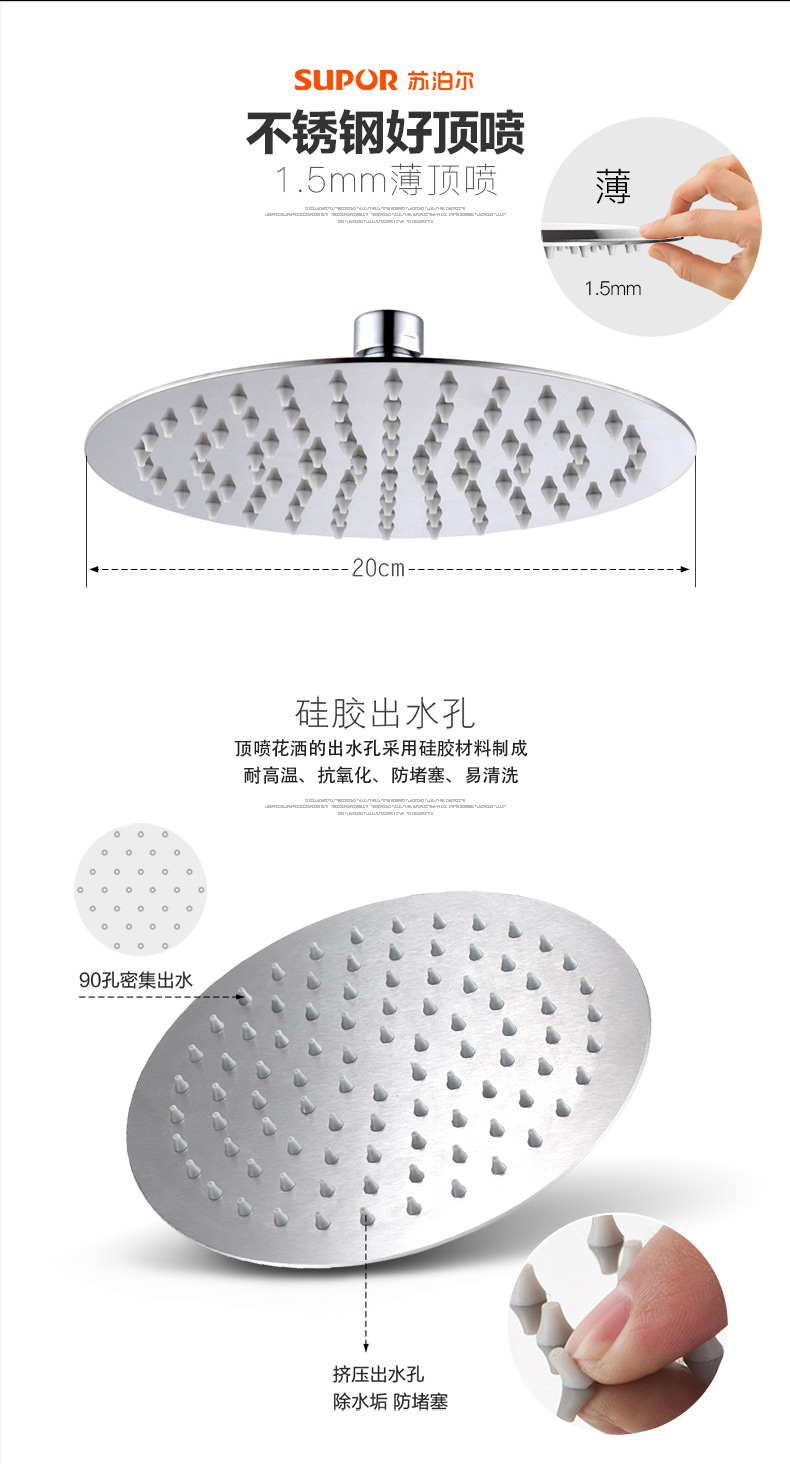 SUPOR 苏泊尔
不锈钢好顶喷
1.5mm薄顶喷
薄
1.5mm
20cm
硅胶出水孔
顶喷花洒的出水孔采用硅胶材料制成
耐高温、抗氧化、防堵塞、易清洗
90孔密集出水
挤压出水孔
除水垢 防堵塞